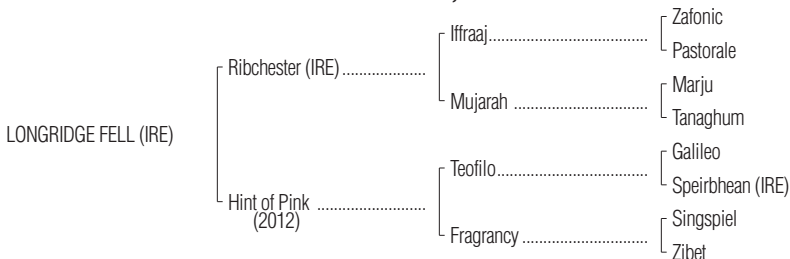 Zafonic
Iffraaj
Pastorale
Ribchester (IRE)
Marju
Mujarah
Tanaghum
LONGRIDGE FELL (IRE)
Galileo
Teofilo
Speirbhean (IRE)
Hint of Pink
(2012)
Singspiel
Fragrancy
Zibet